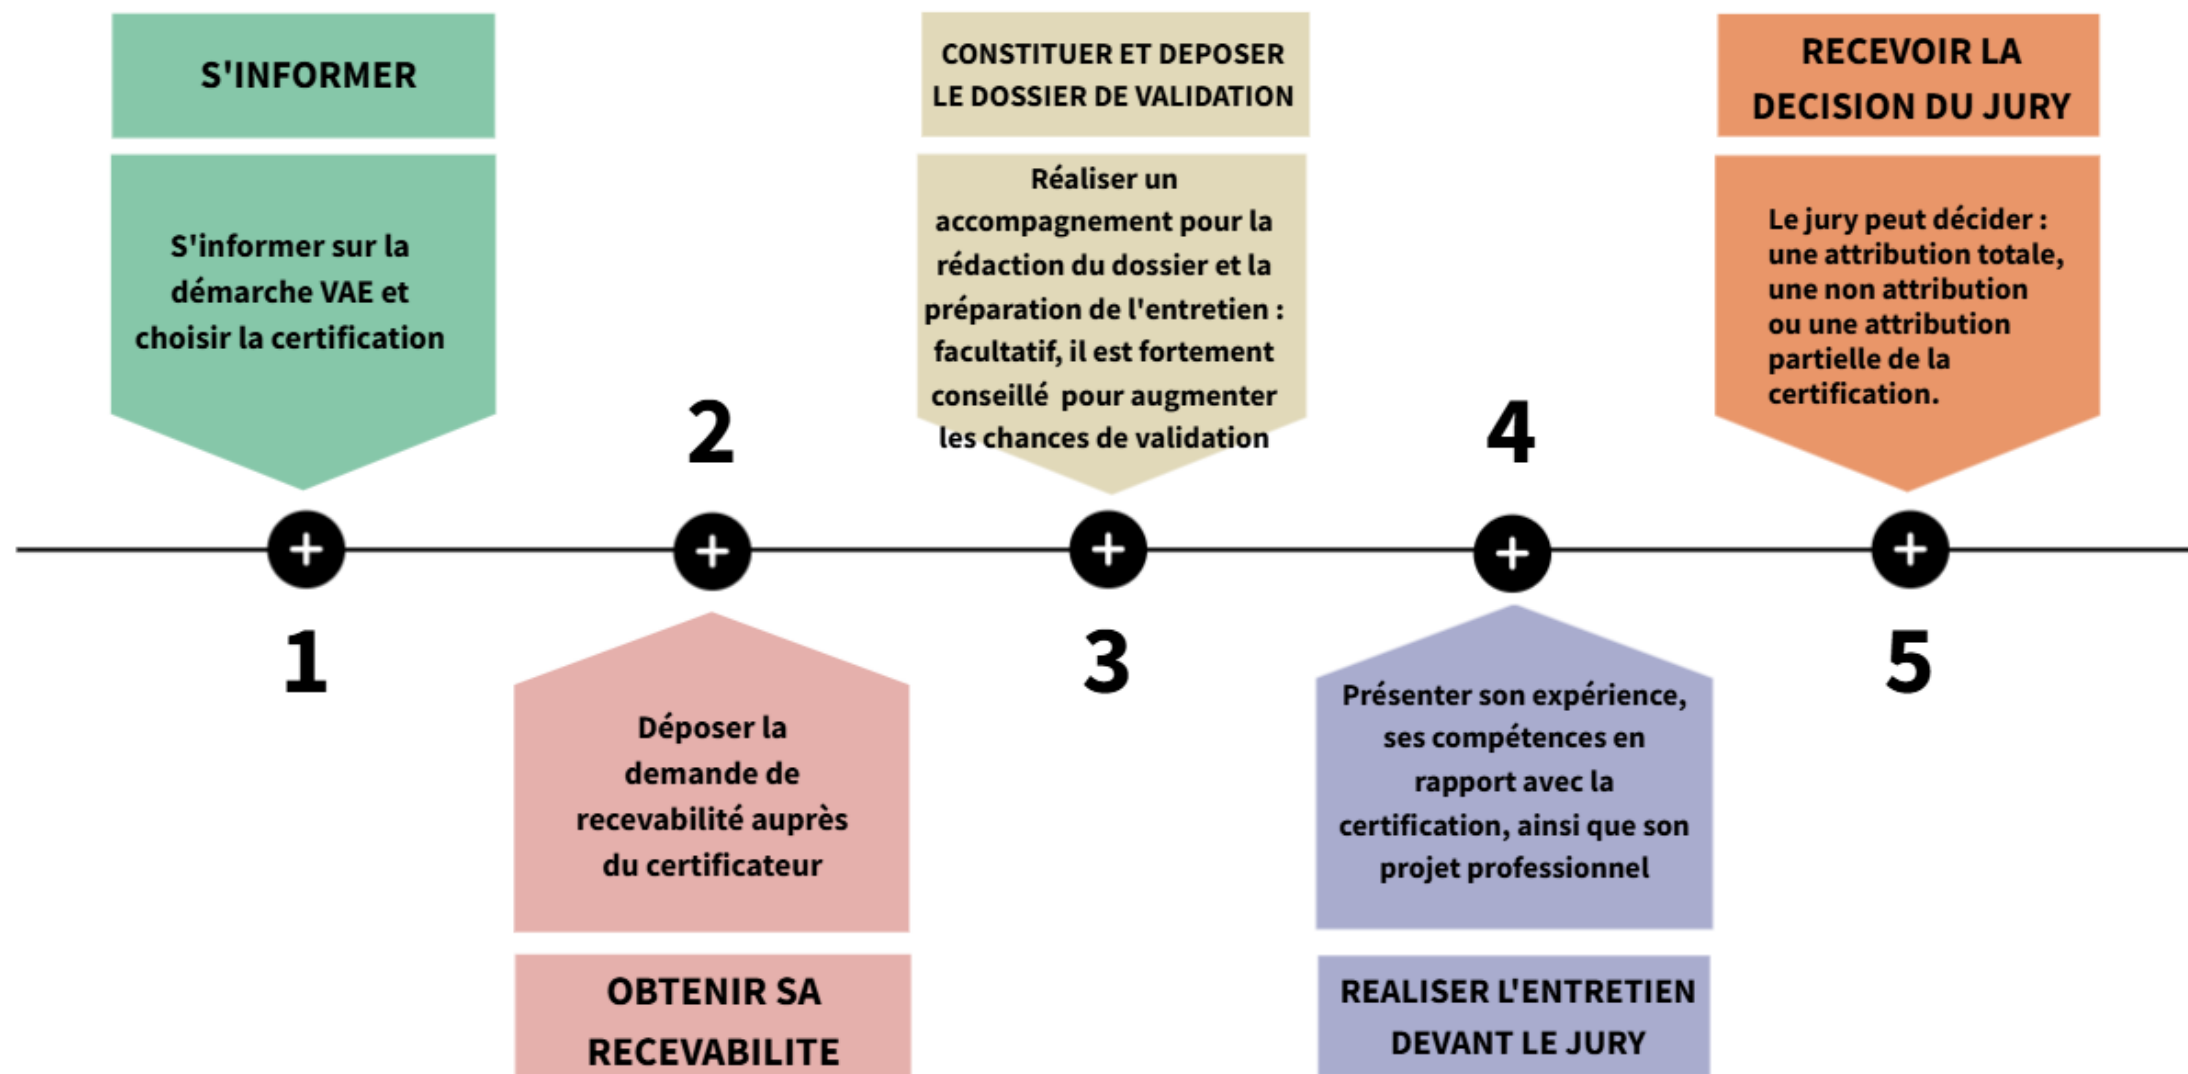 S'INFORMER
S'informer sur la
démarche VAE et
choisir la certification
1
2
Déposer la
demande de
recevabilité auprès
du certificateur
OBTENIR SA
RECEVABILITE
CONSTITUER ET DEPOSER
LE DOSSIER DE VALIDATION
Réaliser un
accompagnement pour la
rédaction du dossier et la
préparation de l'entretien :
facultatif, il est fortement
conseillé  pour augmenter
les chances de validation
3
4
Présenter son expérience,
ses compétences en
rapport avec la
certification, ainsi que son
projet professionnel
REALISER L'ENTRETIEN
DEVANT LE JURY
RECEVOIR LA
DECISION DU JURY
Le jury peut décider :
une attribution totale,
une non attribution
ou une attribution
partielle de la
certification.
5